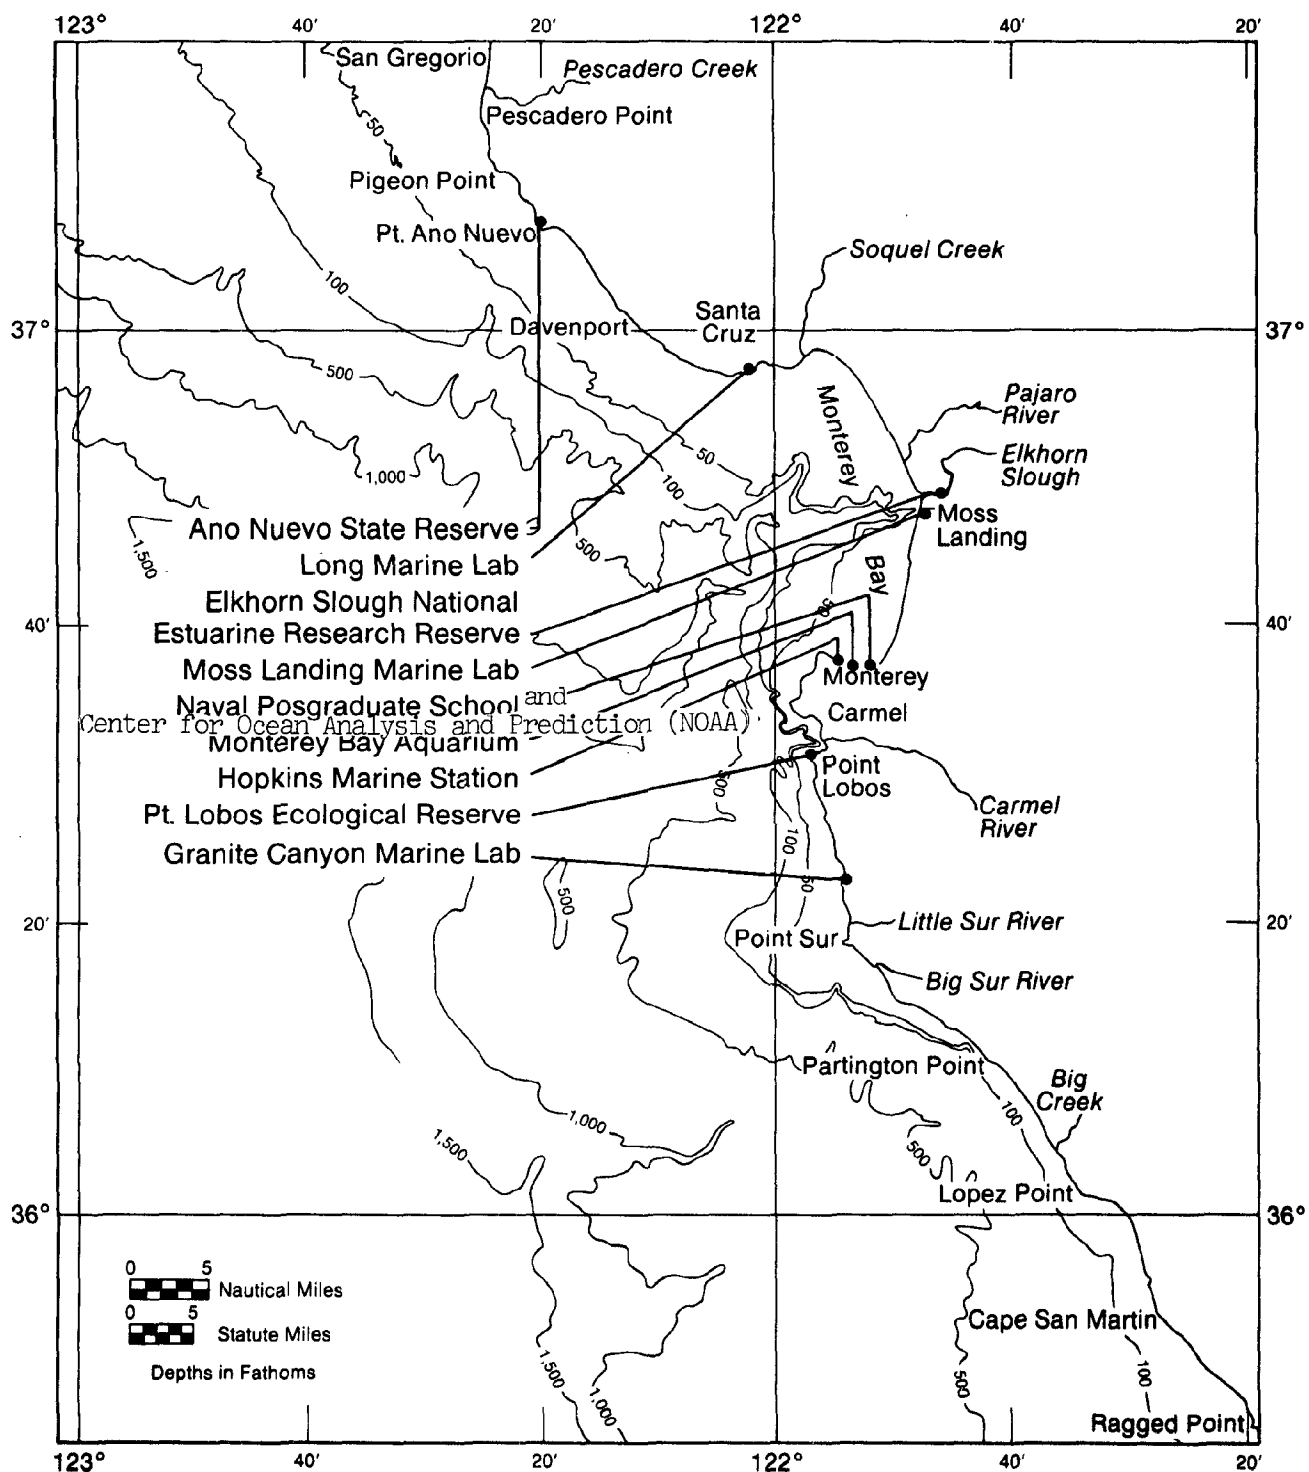 123° 40′ 20′ 122° 40′ 20′
San Gregorio
Pescadero Creek
50
Pescadero Point
Pigeon Point
Pt. Ano Nuevo
Soquel Creek
100
Santa
Cruz
Davenport
37° 37°
500
Monterey
Pajaro
River
50
Elkhorn
Slough
1,000
100
Moss
Landing
Ano Nuevo State Reserve
1,500
500
Long Marine Lab
Bay
Elkhorn Slough National
50
Estuarine Research Reserve
40′ 40′
Moss Landing Marine Lab
Monterey
Naval Posgraduate School and
Carmel
Center for Ocean Analysis and Prediction (NOAA)
Monterey Bay Aquarium
Point
Lobos
Hopkins Marine Station
500
Carmel
River
Pt. Lobos Ecological Reserve
100
Granite Canyon Marine Lab
50
500
20′ 20′
Little Sur River
Point Sur
Big Sur River
Partington Point
Big
Creek
100
1,000
1,500
500
Lopez Point
36° 36°
0 5
Nautical Miles
0 5
Statute Miles
Cape San Martin
Depths in Fathoms
1,500
1,000
500
100
Ragged Point
123° 40′ 20′ 122° 40′ 20′